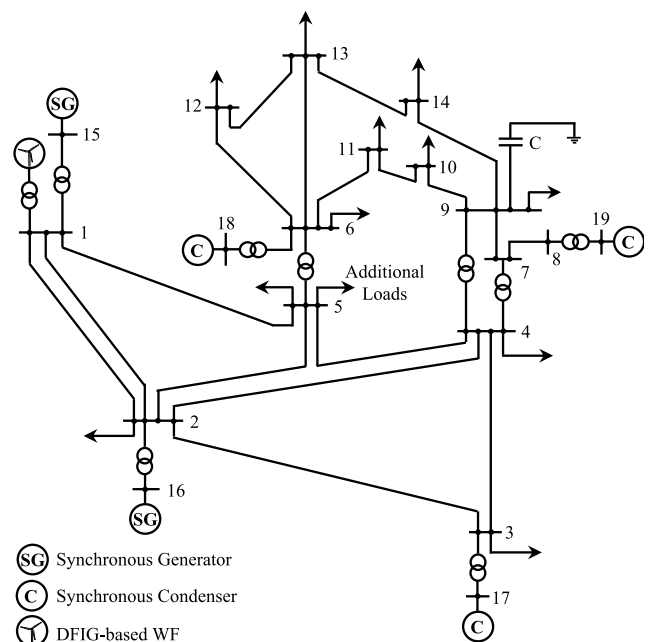 13
12
14
SG
15
11
10
C
9
18
19
C
6
C
1
7
8
Additional
Loads
5
4
2
16
SG
3
17
C
SG Synchronous Generator
C Synchronous Condenser
DFIG-based WF